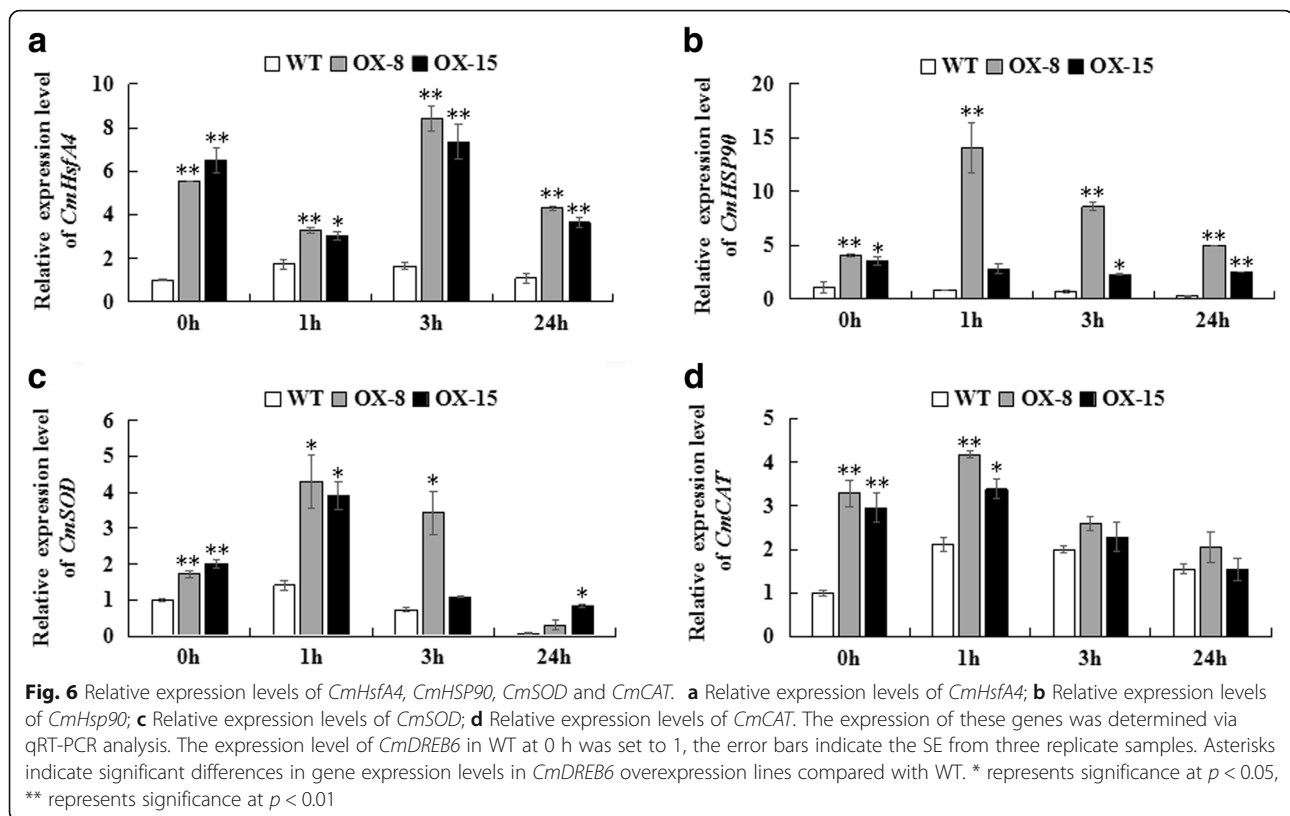 a
WT OX-8 OX-15
Relative expression level
of CmHsfA4
10
8
6
4
2
0
** ** ** * ** ** ** **
0h 1h 3h 24h
b
WT OX-8 OX-15
Relative expression level
of CmHSP90
20
15
10
5
0
** * ** ** * ** **
0h 1h 3h 24h
c
WT OX-8 OX-15
Relative expression level
of CmSOD
6
5
4
3
2
1
0
** ** * * * *
0h 1h 3h 24h
d
WT OX-8 OX-15
Relative expression level
of CmCAT
5
4
3
2
1
0
** ** ** *
0h 1h 3h 24h
Fig. 6 Relative expression levels of CmHsfA4, CmHSP90, CmSOD and CmCAT. a Relative expression levels of CmHsfA4; b Relative expression levels
of CmHsp90; c Relative expression levels of CmSOD; d Relative expression levels of CmCAT. The expression of these genes was determined via
qRT-PCR analysis. The expression level of CmDREB6 in WT at 0 h was set to 1, the error bars indicate the SE from three replicate samples. Asterisks
indicate significant differences in gene expression levels in CmDREB6 overexpression lines compared with WT. * represents significance at p < 0.05,
** represents significance at p < 0.01